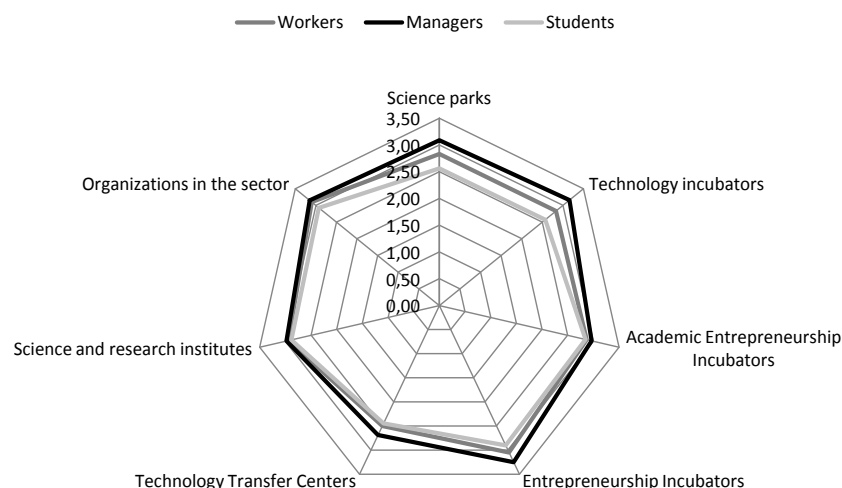 Workers Managers Students
Science parks
3,50
3,00
2,50
2,00
1,50
1,00
0,50
0,00
Organizations in the sector
Technology incubators
Science and research institutes
Academic Entrepreneurship
Incubators
Technology Transfer Centers
Entrepreneurship Incubators